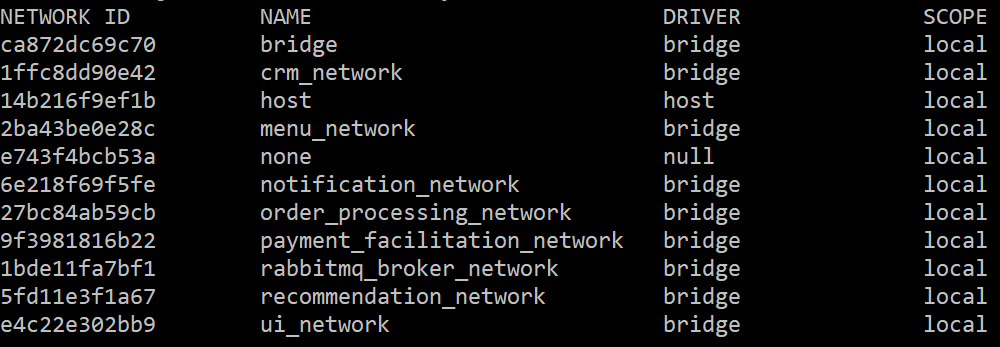 NETWORK ID NAME DRIVER SCOPE
ca872dc69c70 bridge bridge local
1ffc8dd90e42 crm_network bridge local
14b216f9ef1b host host local
2ba43be0e28c menu_network bridge local
e743f4bcb53a none null local
6e218f69f5fe notification_network bridge local
27bc84ab59cb order_processing_network bridge local
9f3981816b22 payment_facilitation_network bridge local
1bde11fa7bf1 rabbitmq_broker_network bridge local
5fd11e3f1a67 recommendation_network bridge local
e4c22e302bb9 ui_network bridge local